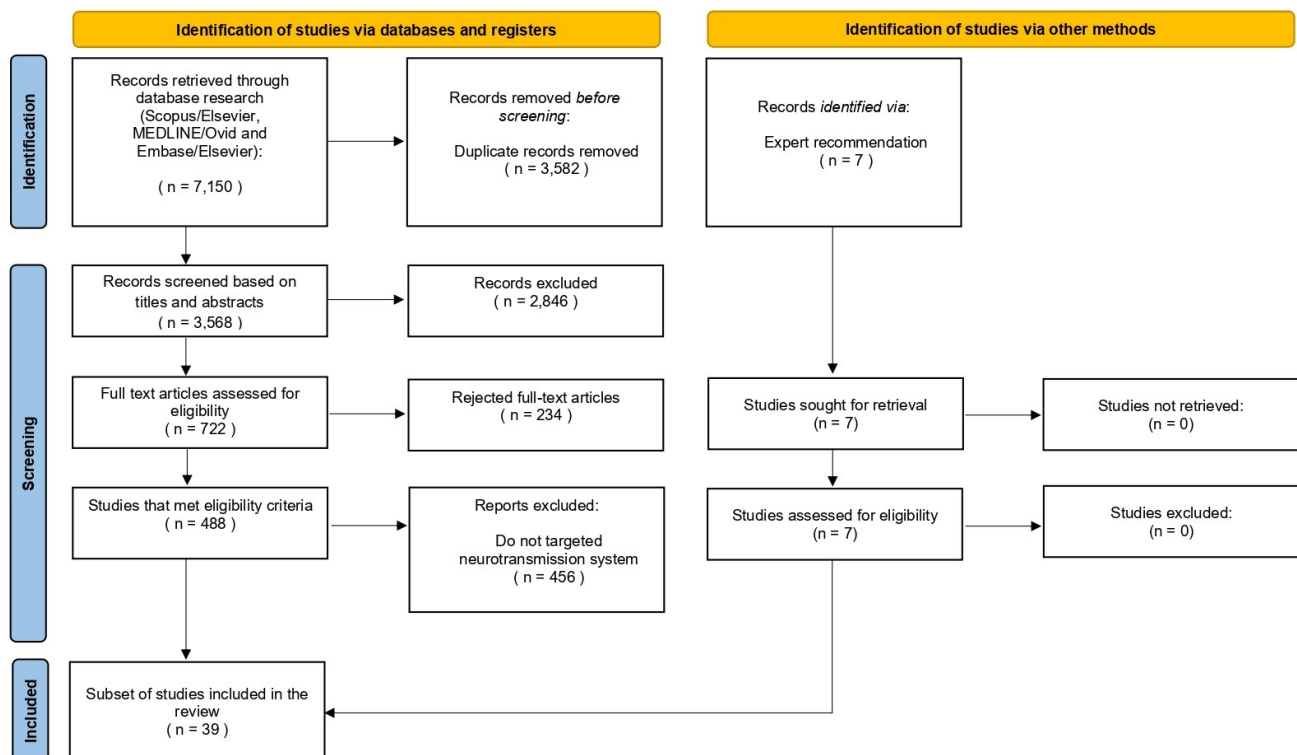 Identification of studies via databases and registers
Identification of studies via other methods
Identification
Records retrieved through
database research
(Scopus/Elsevier,
MEDLINE/Ovid and
Embase/Elsevier):
( n = 7,150 )
Records removed before
screening:
Duplicate records removed
( n = 3,582 )
Records identified via:
Expert recommendation
( n = 7 )
Screening
Records screened based on
titles and abstracts
( n = 3,568 )
Records excluded
( n = 2,846 )
Full text articles assessed for
eligibility
( n = 722 )
Rejected full-text articles
( n = 234 )
Studies sought for retrieval
(n = 7)
Studies not retrieved:
(n = 0)
Studies that met eligibility criteria
( n = 488 )
Reports excluded:
Do not targeted
neurotransmission system
( n = 456 )
Studies assessed for eligibility
(n = 7)
Studies excluded:
(n = 0)
Included
Subset of studies included in the
review
( n = 39 )